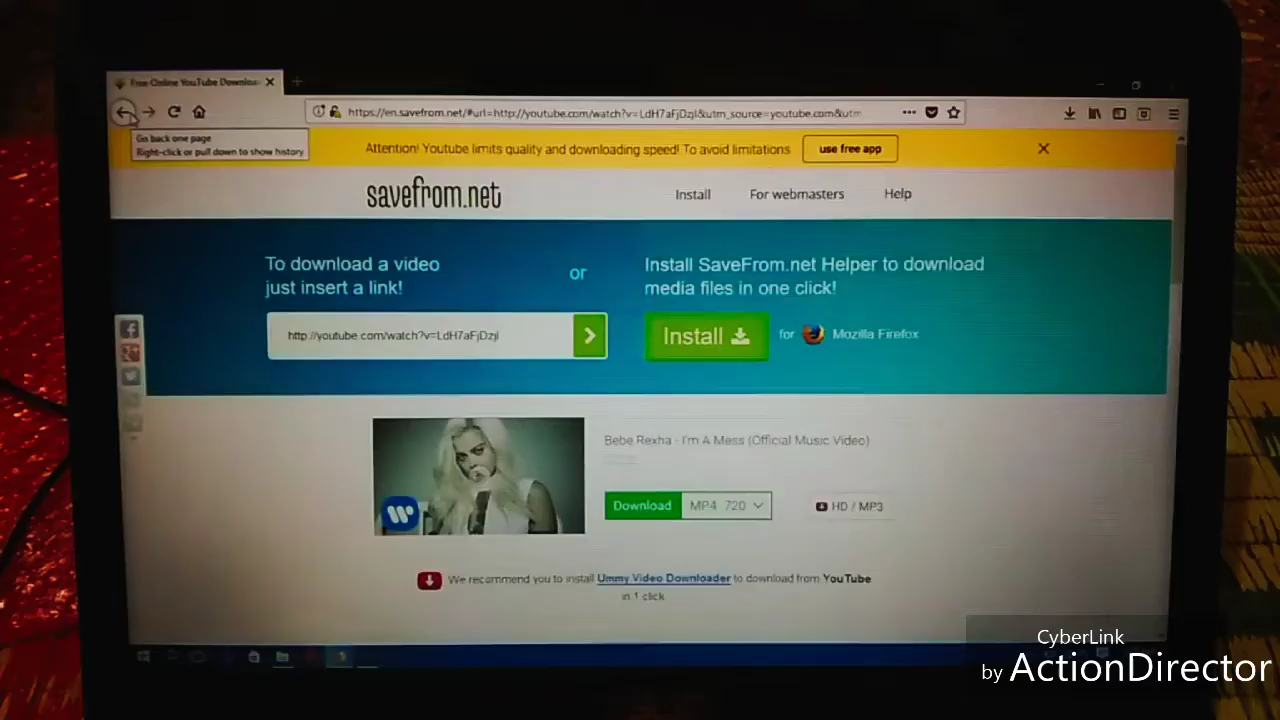 Free Online YouTube Downloa
https://en.savefrom.net/#url=http://youtube.com/watch?v=LdH7aFjDzjI&utm_source=youtube.com&utm
Go back one page
Right-click or pull down to show history
Attention! Youtube limits quality and downloading speed! To avoid limitations use free app
savefrom.net
Install For webmasters Help
To download a video
just insert a link!
or
Install SaveFrom.net Helper to download
media files in one click!
http://youtube.com/watch?v=LdH7aFjDzjI
Install for Mozilla Firefox
Bebe Rexha - I'm A Mess (Official Music Video)
Download MP4 720 HD / MP3
We recommend you to install Ummy Video Downloader to download from YouTube
in 1 click
CyberLink
by ActionDirector